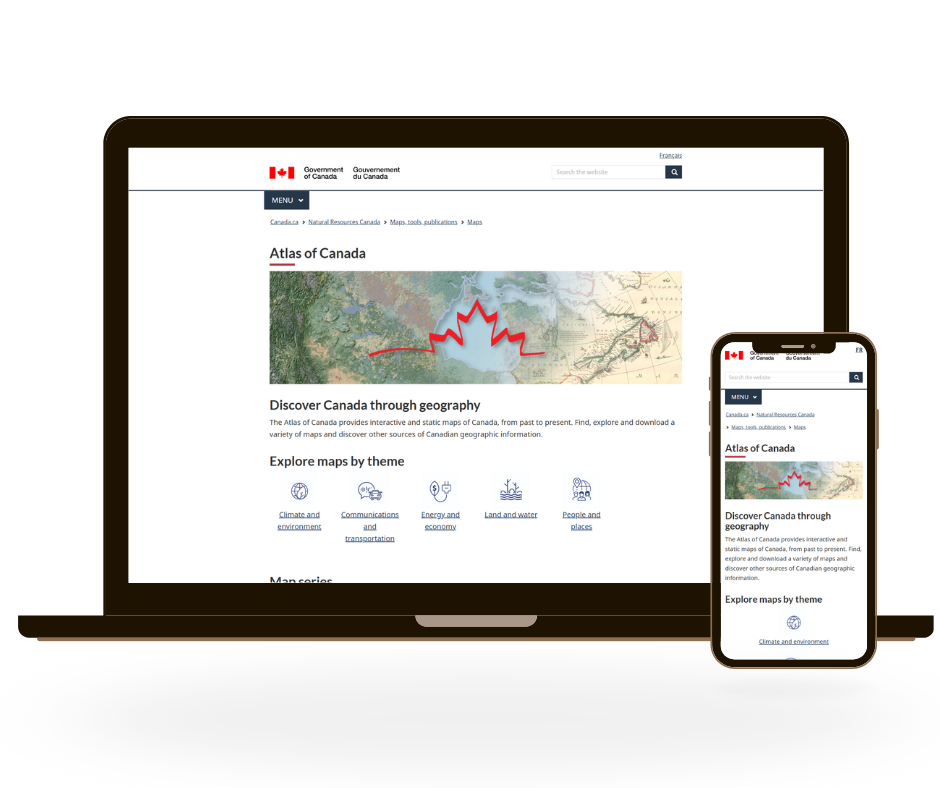 Français
Government
of Canada
Gouvernement
du Canada
Search the website
MENU
Canada.ca > Natural Resources Canada > Maps, tools, publications > Maps
Atlas of Canada
Discover Canada through geography
The Atlas of Canada provides interactive and static maps of Canada, from past to present. Find, explore and download a
variety of maps and discover other sources of Canadian geographic information.
Explore maps by theme
Climate and
environment
Communications
and
transportation
Energy and
economy
Land and water
People and
places
Map series
FR
of Canada
du Canada
Search the website
MENU
Canada.ca > Natural Resources Canada
> Maps, tools, publications > Maps
Atlas of Canada
Discover Canada through
geography
The Atlas of Canada provides interactive and
static maps of Canada, from past to present. Find,
explore and download a variety of maps and
discover other sources of Canadian geographic
information.
Explore maps by theme
Climate and environment